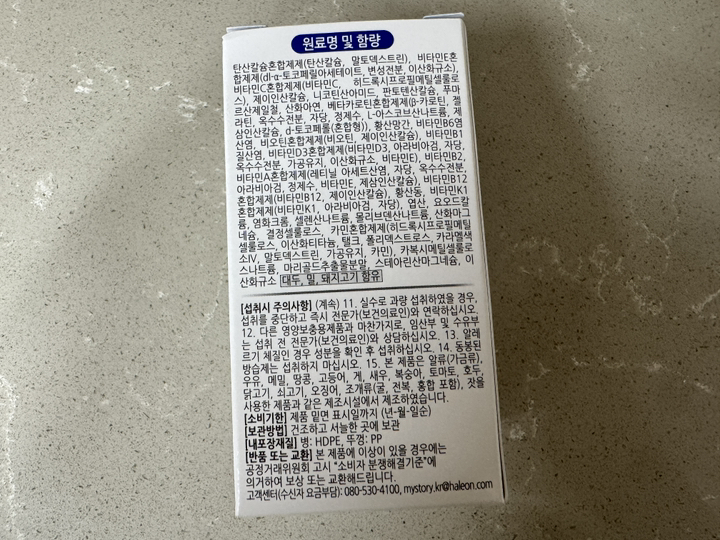 원료명 및 함량
탄산칼슘혼합제제(탄산칼슘, 말토덱스트린), 비타민E혼
합제제(dl-α-토코페릴아세테이트, 변성전분, 이산화규소),
비타민C혼합제제(비타민C, 히드록시프로필메틸셀룰로
스), 제이인산칼슘, 니코틴산아미드, 판토텐산칼슘, 푸마
르산제일철, 산화아연, 베타카로틴혼합제제(β-카로틴, 젤
라틴, 옥수수전분, 자당, 정제수, L-아스코브산나트륨, 제
삼인산칼슘, d-토코페롤(혼합형)), 황산망간, 비타민B6염
산염, 비오틴혼합제제(비오틴, 제이인산칼슘), 비타민B1
질산염, 비타민D3혼합제제(비타민D3, 아라비아검, 자당,
옥수수전분, 가공유지, 이산화규소, 비타민E), 비타민B2,
비타민A혼합제제(레티닐 아세트산염, 자당, 옥수수전분,
아라비아검, 정제수, 비타민E, 제삼인산칼슘), 비타민B12
혼합제제(비타민B12, 제이인산칼슘), 황산동, 비타민K1
혼합제제(비타민K1, 아라비아검, 자당), 엽산, 요오드칼
륨, 염화크롬, 셀렌산나트륨, 몰리브덴산나트륨, 산화마그
네슘, 결정셀룰로스, 카민혼합제제(히드록시프로필메틸
셀룰로스, 이산화티타늄, 탤크, 폴리덱스트로스, 카라멜색
소IV, 말토덱스트린, 가공유지, 카민), 카복시메틸셀룰로
스나트륨, 마리골드추출물분말, 스테아린산마그네슘, 이
산화규소 대두, 밀, 돼지고기 함유
[섭취시 주의사항] (계속) 11. 실수로 과량 섭취하였을 경우,
섭취를 중단하고 즉시 전문가(보건의료인)와 연락하십시오.
12. 다른 영양보충용제품과 마찬가지로, 임산부 및 수유부
는 섭취 전 전문가(보건의료인)와 상담하십시오. 13. 알레
르기 체질인 경우 성분을 확인 후 섭취하십시오. 14. 동봉된
방습제는 섭취하지 마십시오. 15. 본 제품은 알류(가금류),
우유, 메밀, 땅콩, 고등어, 게, 새우, 복숭아, 토마토, 호두,
닭고기, 쇠고기, 오징어, 조개류(굴, 전복, 홍합 포함), 잣을
사용한 제품과 같은 제조시설에서 제조하였습니다.
[소비기한] 제품 밑면 표시일까지 (년-월-일순)
[보관방법] 건조하고 서늘한 곳에 보관
[내포장재질] 병: HDPE, 뚜껑: PP
[반품 또는 교환] 본 제품에 이상이 있을 경우에는
공정거래위원회 고시 "소비자 분쟁해결기준"에
의거하여 보상 또는 교환해드립니다.
고객센터(수신자 요금부담): 080-530-4100, mystory.kr@haleon.com